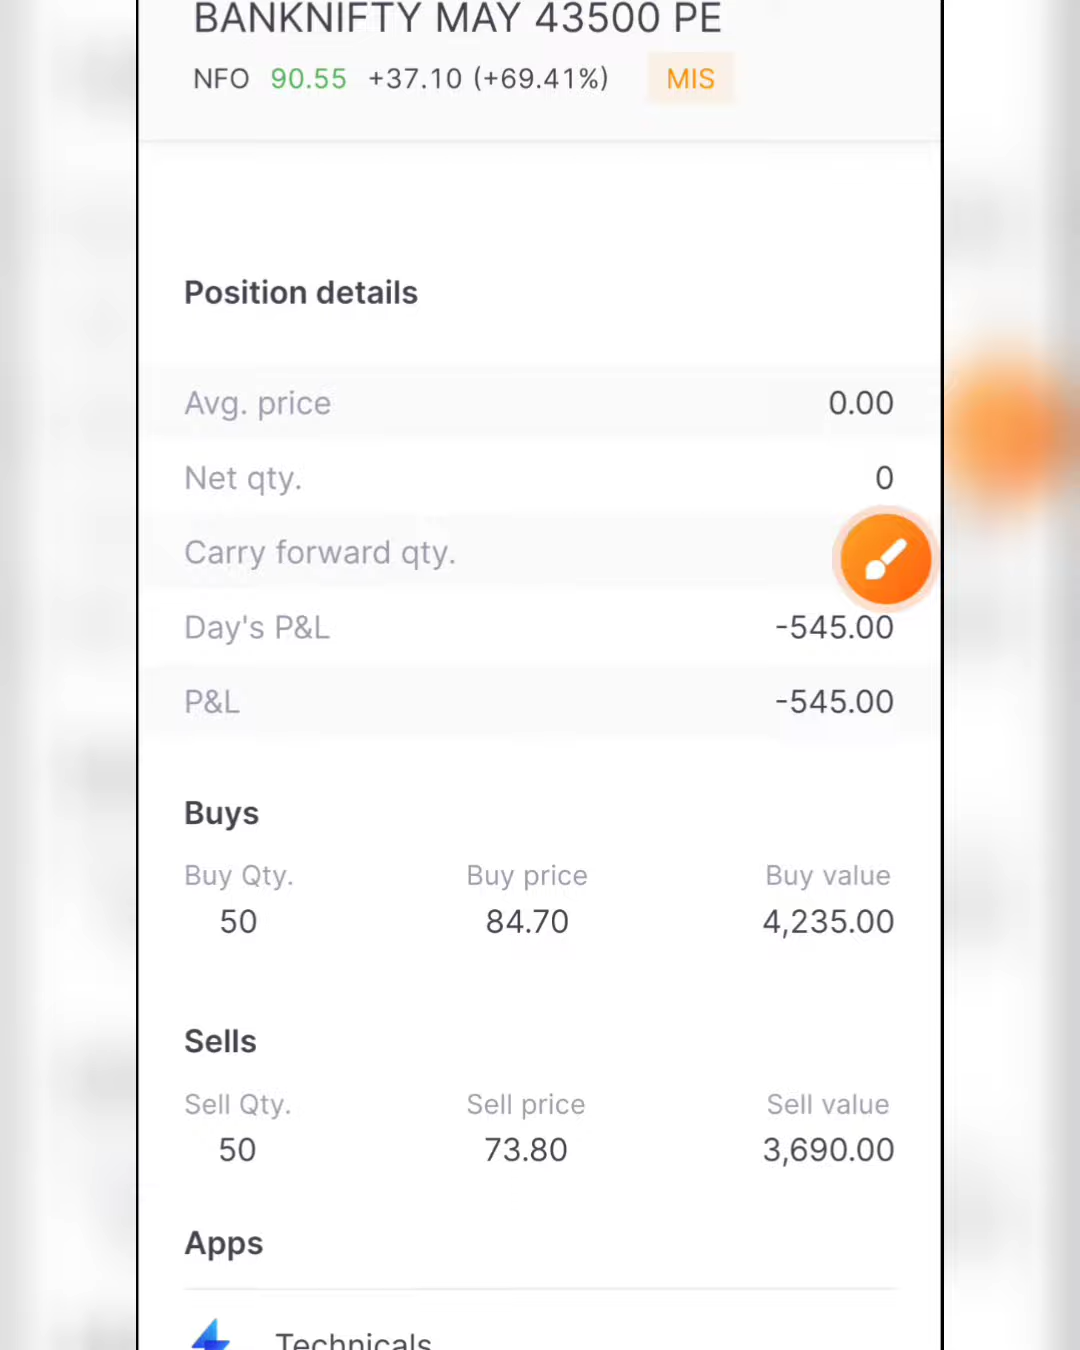 BANKNIFTY MAY 43500 PE
NFO 90.55 +37.10 (+69.41%) MIS
Position details
Avg. price 0.00
Net qty. 0
Carry forward qty.
Day's P&L -545.00
P&L -545.00
Buys
Buy Qty. Buy price Buy value
50 84.70 4,235.00
Sells
Sell Qty. Sell price Sell value
50 73.80 3,690.00
Apps
Technicals